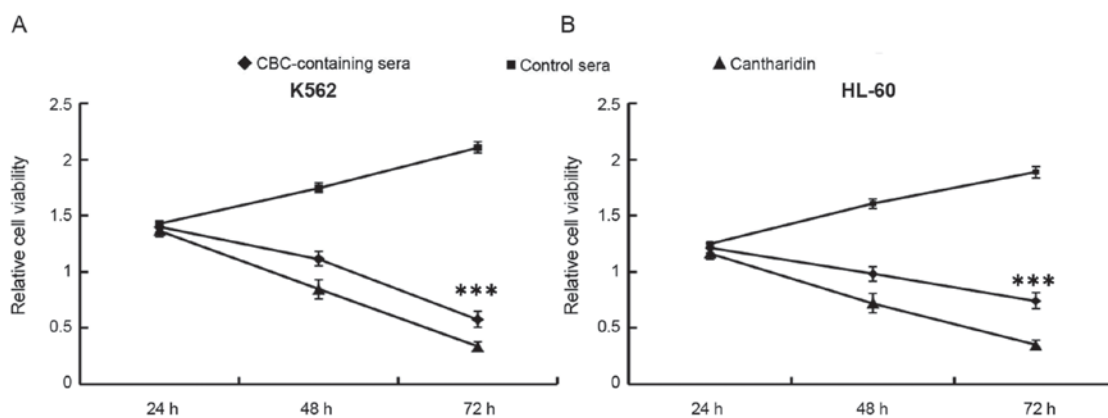 A
B
CBC-containing sera
Control sera
Cantharidin
K562
HL-60
Relative cell viability
2.5
2
1.5
1
0.5
0
***
24 h
48 h
72 h
Relative cell viability
2.5
2
1.5
1
0.5
0
***
24 h
48 h
72 h